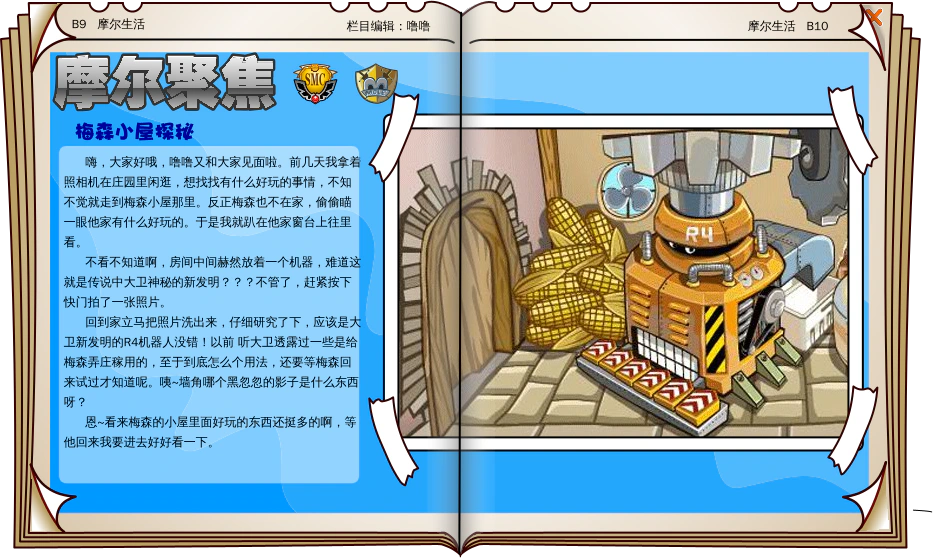 B9 摩尔生活
栏目编辑：噜噜
摩尔生活 B10
摩尔聚焦
SMC
梅森小屋探秘
嗨，大家好哦，噜噜又和大家见面啦。前几天我拿着
照相机在庄园里闲逛，想找找有什么好玩的事情，不知
不觉就走到梅森小屋那里。反正梅森也不在家，偷偷瞄
一眼他家有什么好玩的。于是我就趴在他家窗台上往里
看。
不看不知道啊，房间中间赫然放着一个机器，难道这
就是传说中大卫神秘的新发明？？？不管了，赶紧按下
快门拍了一张照片。
回到家立马把照片洗出来，仔细研究了下，应该是大
卫新发明的R4机器人没错！以前 听大卫透露过一些是给
梅森弄庄稼用的，至于到底怎么个用法，还要等梅森回
来试过才知道呢。咦~墙角哪个黑忽忽的影子是什么东西
呀？
恩~看来梅森的小屋里面好玩的东西还挺多的啊，等
他回来我要进去好好看一下。
R4